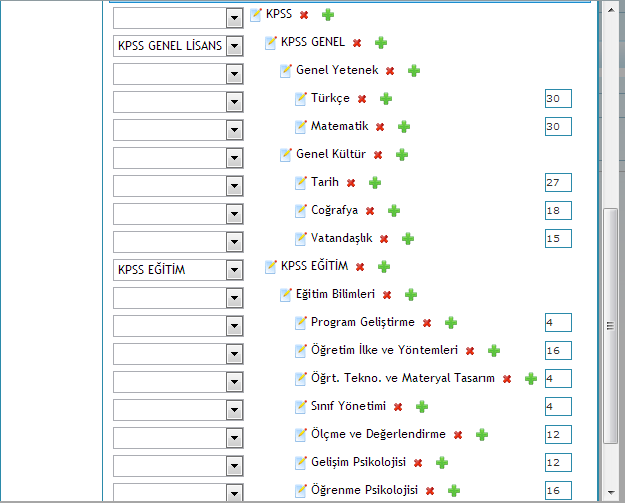 KPSS
KPSS GENEL LİSANS KPSS GENEL
Genel Yetenek
Türkçe 30
Matematik 30
Genel Kültür
Tarih 27
Coğrafya 18
Vatandaşlık 15
KPSS EĞİTİM KPSS EĞİTİM
Eğitim Bilimleri
Program Geliştirme 4
Öğretim İlke ve Yöntemleri 16
Öğrt. Tekno. ve Materyal Tasarım 4
Sınıf Yönetimi 4
Ölçme ve Değerlendirme 12
Gelişim Psikolojisi 12
Öğrenme Psikolojisi 16